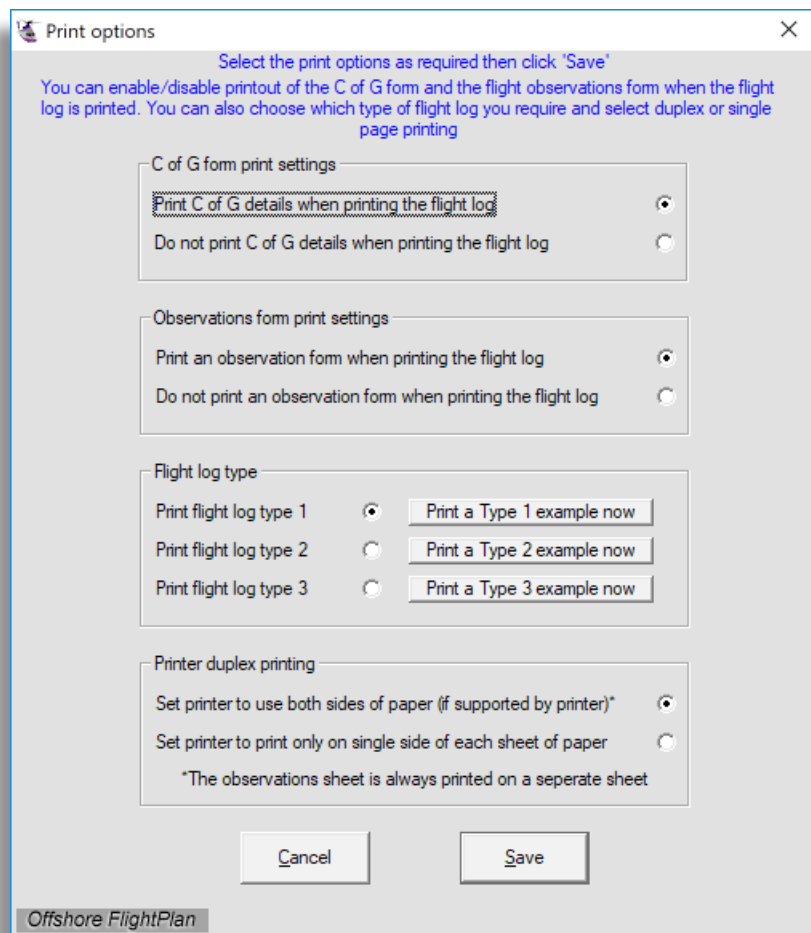 Print options
Select the print options as required then click 'Save'
You can enable/disable printout of the C of G form and the flight observations form when the flight
log is printed. You can also choose which type of flight log you require and select duplex or single
page printing
C of G form print settings
Print C of G details when printing the flight log
Do not print C of G details when printing the flight log
Observations form print settings
Print an observation form when printing the flight log
Do not print an observation form when printing the flight log
Flight log type
Print flight log type 1 Print a Type 1 example now
Print flight log type 2 Print a Type 2 example now
Print flight log type 3 Print a Type 3 example now
Printer duplex printing
Set printer to use both sides of paper (if supported by printer)*
Set printer to print only on single side of each sheet of paper
*The observations sheet is always printed on a seperate sheet
Cancel Save
Offshore FlightPlan